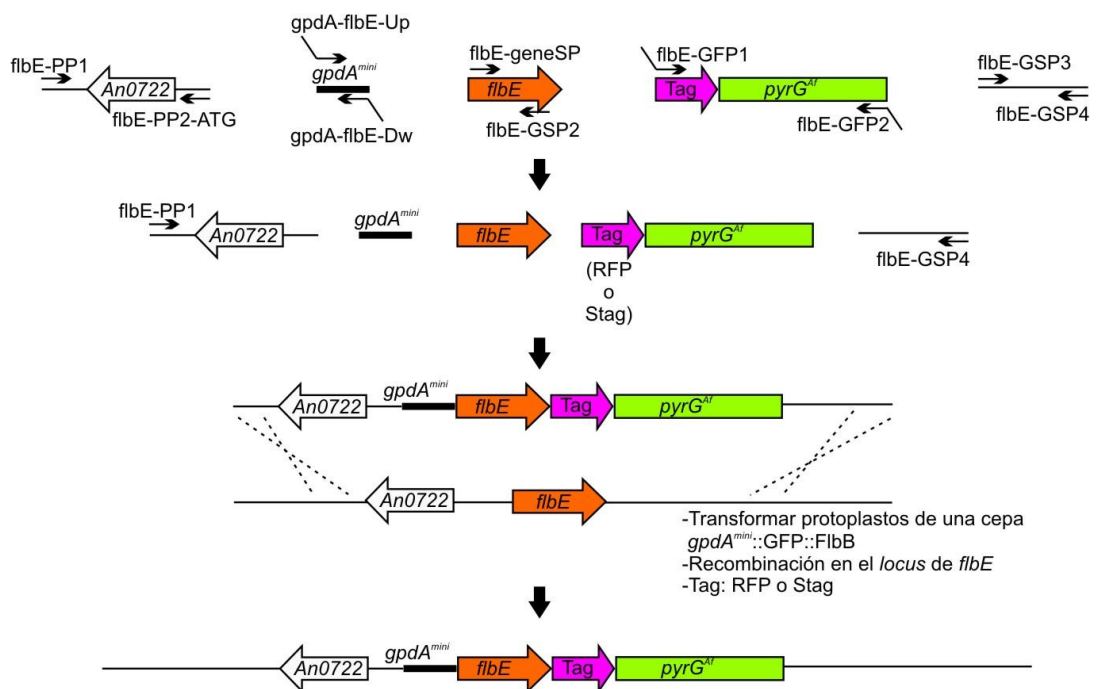 gpdA-flbE-Up
flbE-PP1
An0722
flbE-PP2-ATG
gpdA^mini
gpdA-flbE-Dw
flbE-geneSP
flbE
flbE-GSP2
flbE-GFP1
Tag
pyrG^Af
flbE-GFP2
flbE-GSP3
flbE-GSP4
flbE-PP1
An0722
gpdA^mini
flbE
Tag
pyrG^Af
(RFP
o
Stag)
flbE-GSP4
An0722
gpdA^mini
flbE
Tag
pyrG^Af
An0722
flbE
-Transformar protoplastos de una cepa
gpdA^mini::GFP::FlbB
-Recombinación en el locus de flbE
-Tag: RFP o Stag
An0722
gpdA^mini
flbE
Tag
pyrG^Af